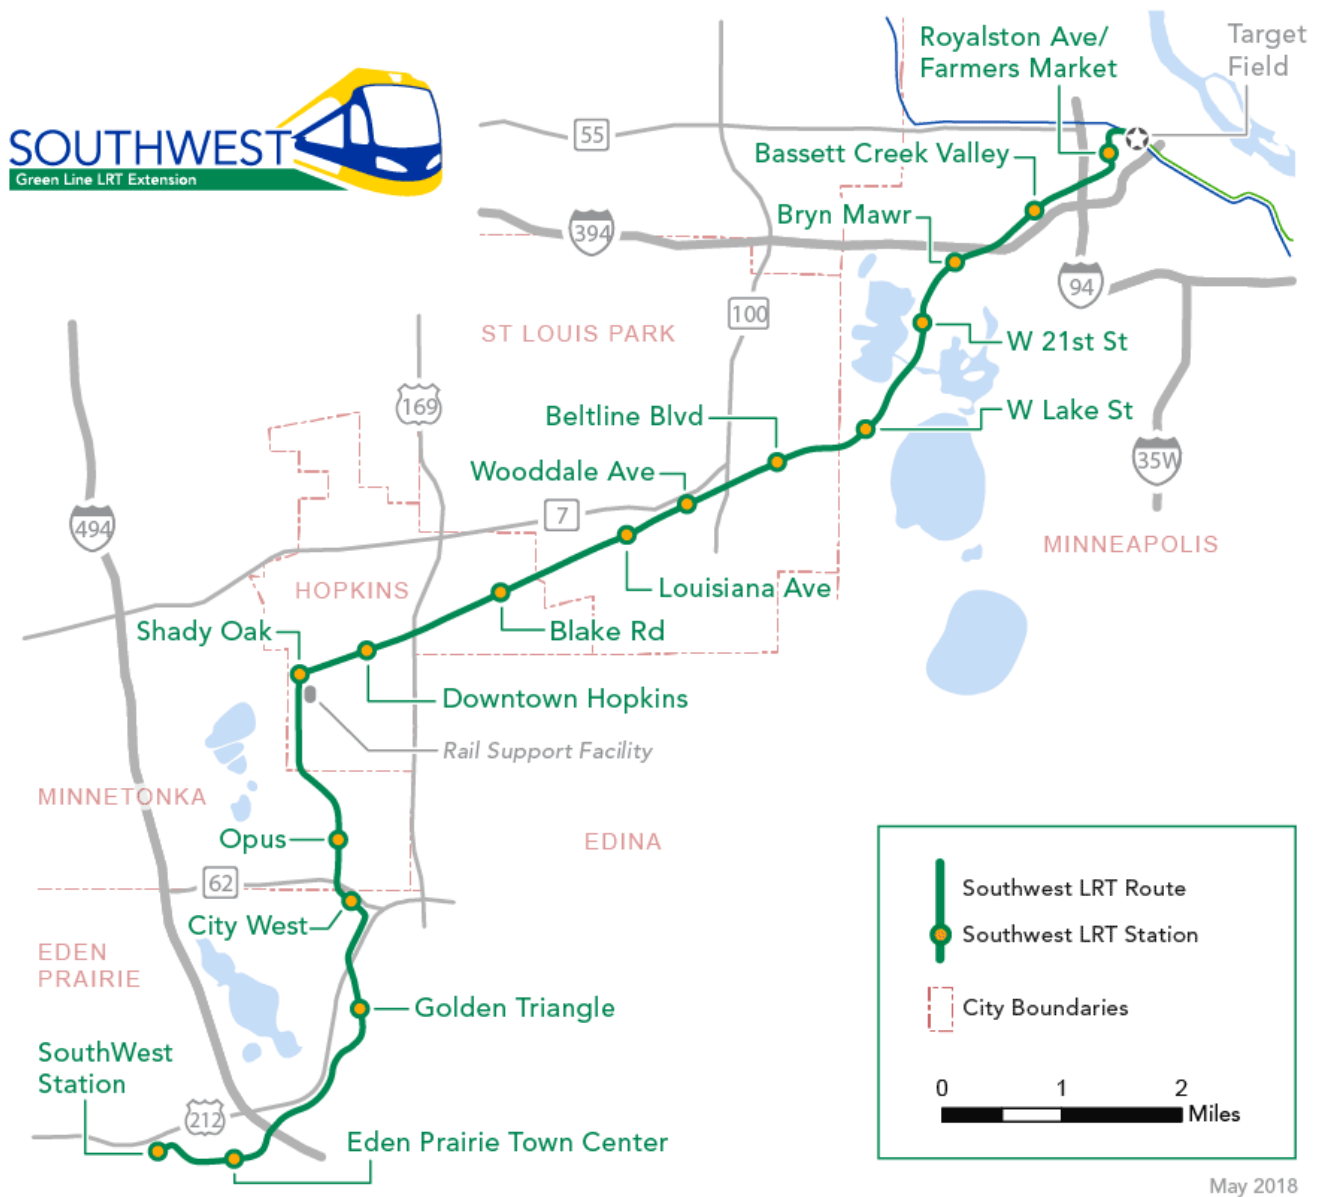 SOUTHWEST
Green Line LRT Extension
Royalston Ave/
Farmers Market
Target
Field
55
Bassett Creek Valley
Bryn Mawr
394
94
100
ST LOUIS PARK
W 21st St
169
Beltline Blvd
W Lake St
Wooddale Ave
35W
494
7
MINNEAPOLIS
HOPKINS
Louisiana Ave
Shady Oak
Blake Rd
Downtown Hopkins
Rail Support Facility
MINNETONKA
Opus
EDINA
62
City West
EDEN
PRAIRIE
Golden Triangle
SouthWest
Station
212
Eden Prairie Town Center
Southwest LRT Route
Southwest LRT Station
City Boundaries
0 1 2
Miles
May 2018